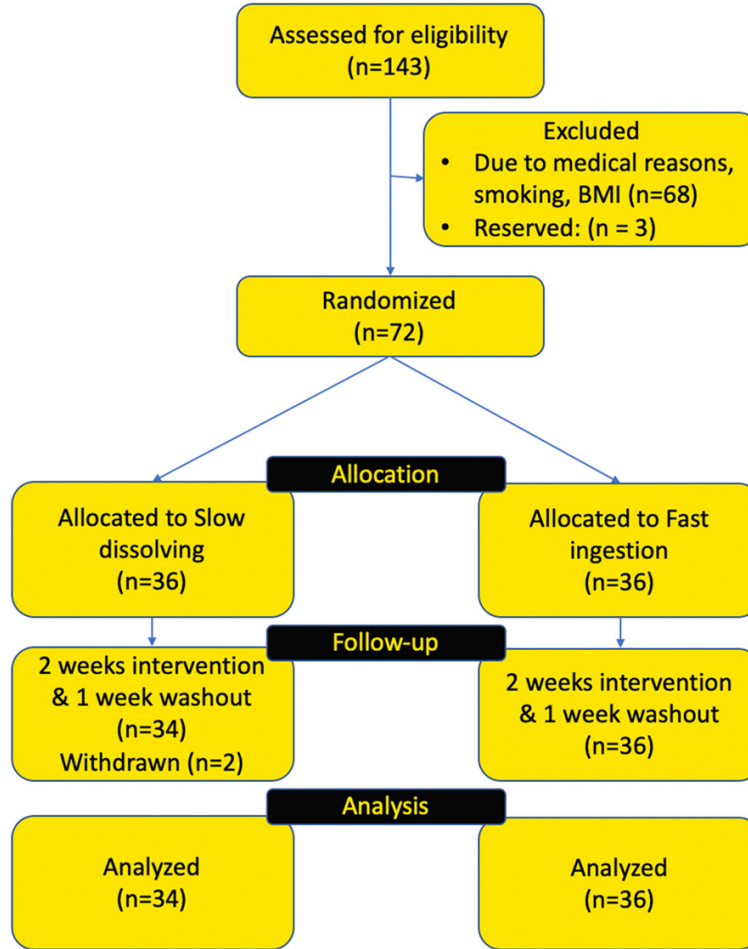 Assessed for eligibility
(n=143)
Excluded
• Due to medical reasons,
smoking, BMI (n=68)
• Reserved: (n = 3)
Randomized
(n=72)
Allocation
Allocated to Slow
dissolving
(n=36)
Allocated to Fast
ingestion
(n=36)
Follow-up
2 weeks intervention
& 1 week washout
(n=34)
Withdrawn (n=2)
2 weeks intervention
& 1 week washout
(n=36)
Analysis
Analyzed
(n=34)
Analyzed
(n=36)